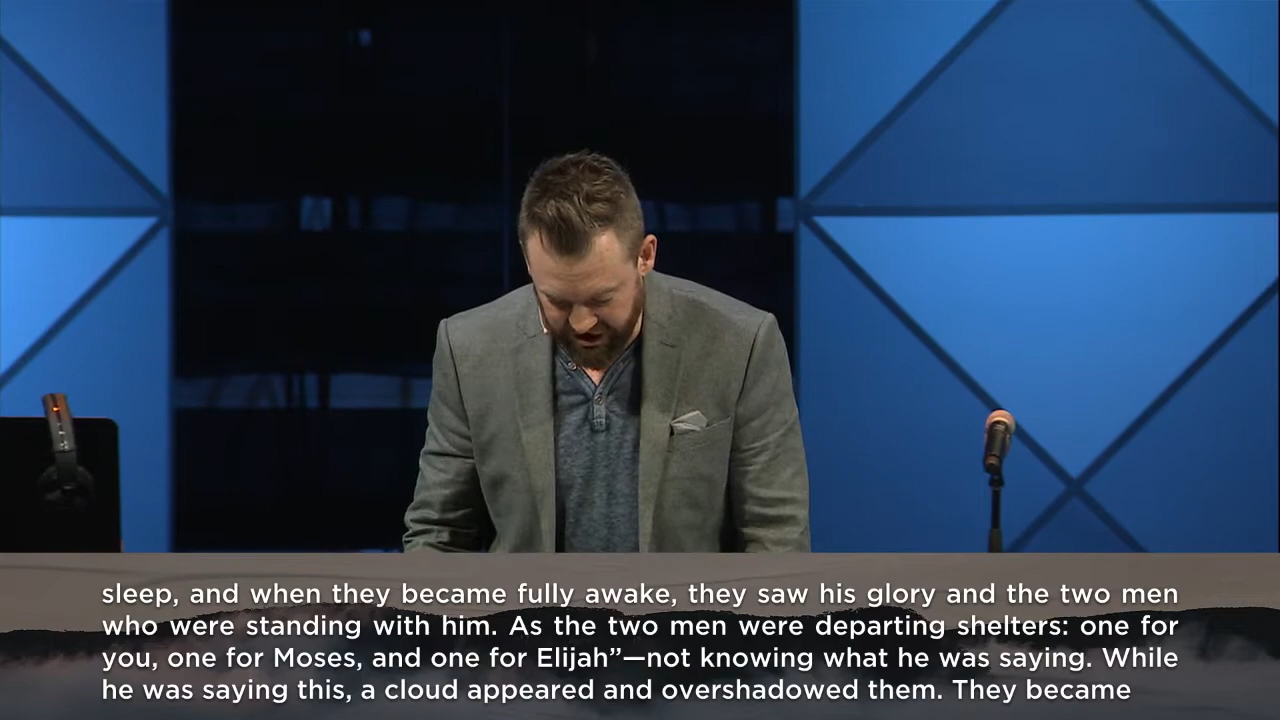 sleep, and when they became fully awake, they saw his glory and the two men
who were standing with him. As the two men were departing shelters: one for
you, one for Moses, and one for Elijah”—not knowing what he was saying. While
he was saying this, a cloud appeared and overshadowed them. They became